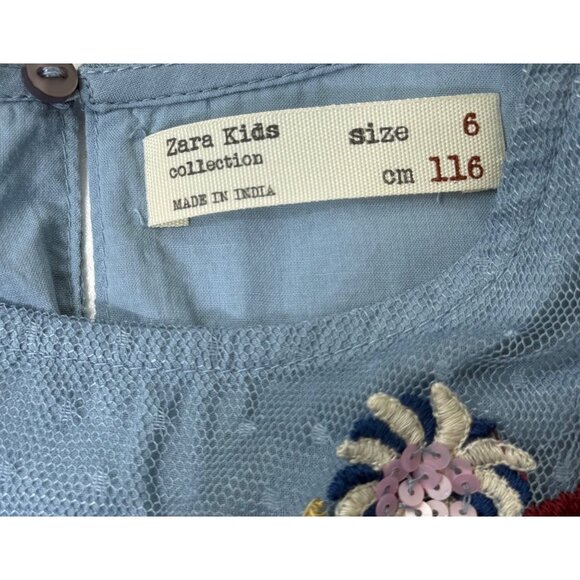 Zara Kids size 6
collection cm 116
MADE IN INDIA